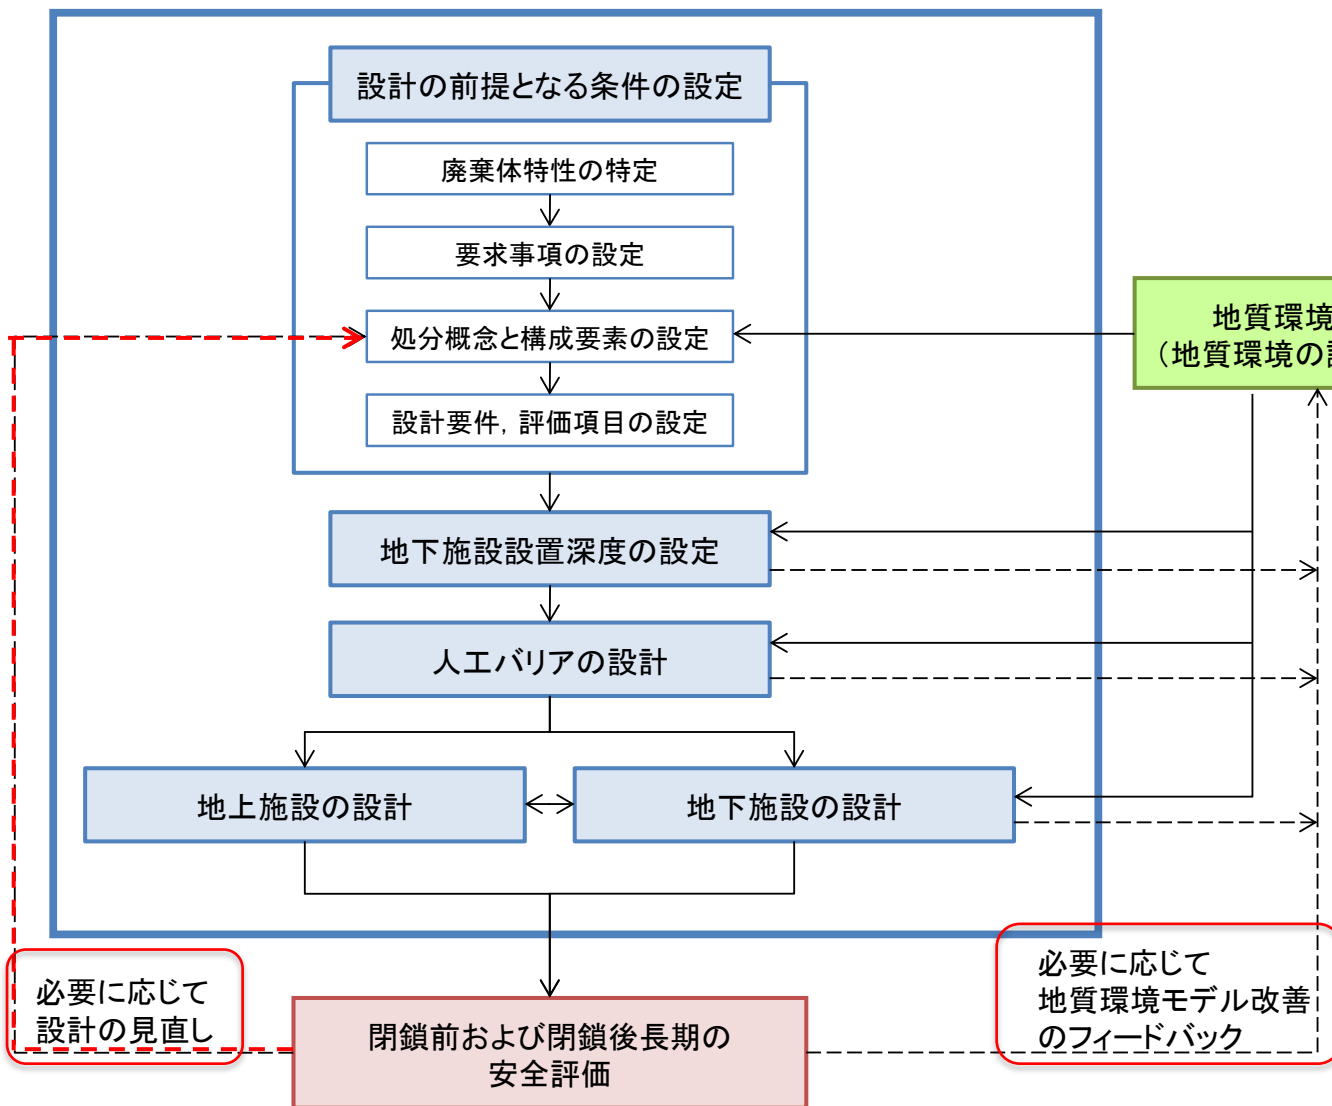 設計の前提となる条件の設定
廃棄体特性の特定
要求事項の設定
処分概念と構成要素の設定
設計要件，評価項目の設定
地質環境
（地質環境の
地下施設設置深度の設定
人工バリアの設計
地上施設の設計
地下施設の設計
必要に応じて
設計の見直し
閉鎖前および閉鎖後長期の
安全評価
必要に応じて
地質環境モデル改善
のフィードバック